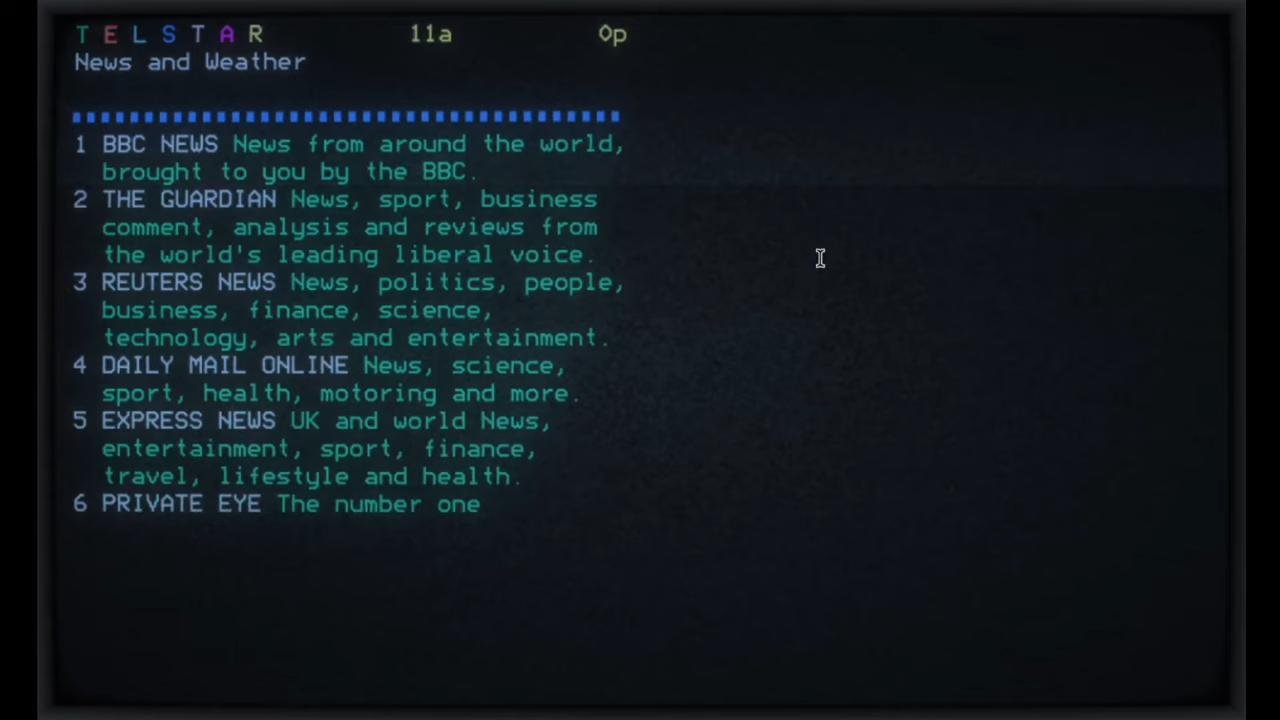 TELSTAR 11a 0p
News and Weather
1 BBC NEWS News from around the world,
brought to you by the BBC.
2 THE GUARDIAN News, sport, business
comment, analysis and reviews from
the world's leading liberal voice.
3 REUTERS NEWS News, politics, people,
business, finance, science,
technology, arts and entertainment.
4 DAILY MAIL ONLINE News, science,
sport, health, motoring and more.
5 EXPRESS NEWS UK and world News,
entertainment, sport, finance,
travel, lifestyle and health.
6 PRIVATE EYE The number one